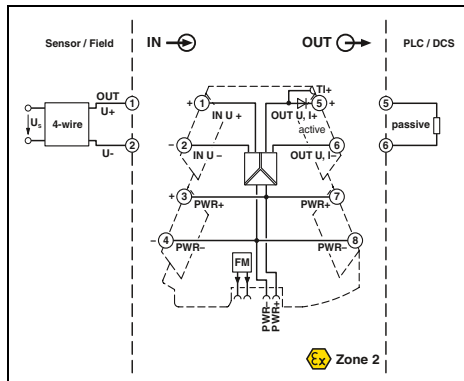 Sensor / Field
IN
OUT
PLC / DCS
TI+
OUT
U+
1
+ 1
IN U +
5 +
OUT U, I+
active
5
Us
4-wire
passive
U-
2
– 2
IN U –
6
OUT U, I–
6
+ 3
PWR+
7
PWR+
– 4
PWR–
8
PWR–
FM
PWR–
PWR+
Ex Zone 2